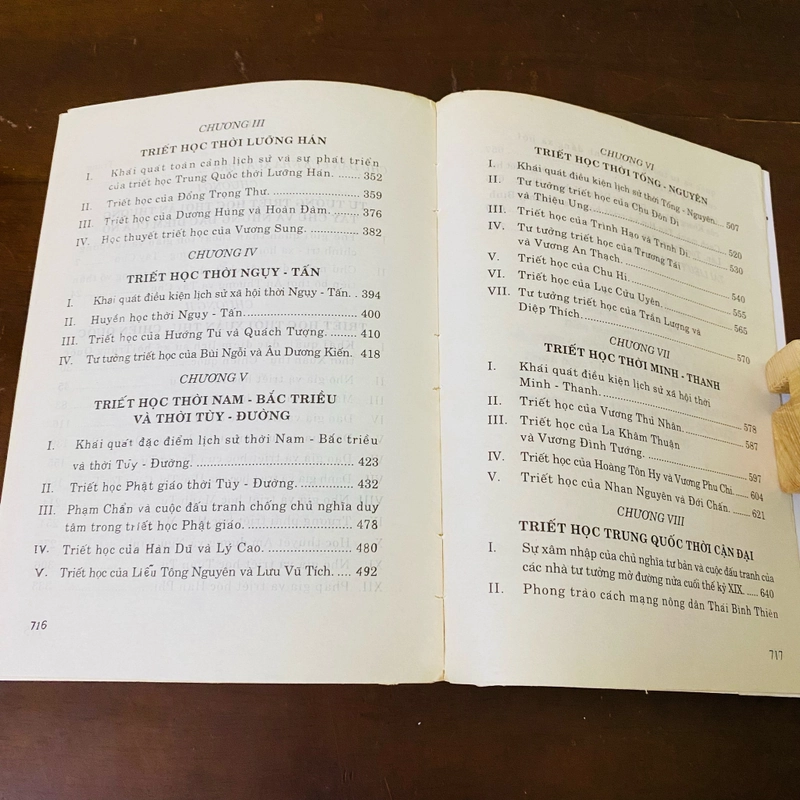 CHƯƠNG III
TRIẾT HỌC THỜI LƯỠNG HÁN
I. Khái quát toàn cảnh lịch sử và sự phát triển
của triết học Trung Quốc thời Lưỡng Hán. ..... 352
II. Triết học của Đổng Trọng Thư. .................... 359
III. Triết học của Dương Hùng và Hoàn Đàm. ..... 376
IV. Học thuyết triết học của Vương Sung. .......... 382
CHƯƠNG IV
TRIẾT HỌC THỜI NGỤY - TẤN
I. Khái quát điều kiện lịch sử xã hội thời Ngụy - Tấn. ... 394
II. Huyền học thời Ngụy - Tấn. ..................... 400
III. Triết học của Hướng Tú và Quách Tượng. ....... 410
IV. Tư tưởng triết học của Bùi Ngỗi và Âu Dương Kiến. 418
CHƯƠNG V
TRIẾT HỌC THỜI NAM - BẮC TRIỀU
VÀ THỜI TÙY - ĐƯỜNG
I. Khái quát đặc điểm lịch sử thời Nam - Bắc triều
và thời Tùy - Đường. ............................ 423
II. Triết học Phật giáo thời Tùy - Đường. .......... 432
III. Phạm Chẩn và cuộc đấu tranh chống chủ nghĩa duy
tâm trong triết học Phật giáo. .................. 478
IV. Triết học của Hàn Dũ và Lý Cao. ................ 480
V. Triết học của Liễu Tông Nguyên và Lưu Vũ Tích. .... 492
716
CHƯƠNG VI
TRIẾT HỌC THỜI TỐNG - NGUYÊN
I. Khái quát điều kiện lịch sử thời Tống - Nguyên. 507
II. Tư tưởng triết học của Chu Đôn Di
và Thiệu Ung. ................................... 520
III. Triết học của Trình Hạo và Trình Di. ........... 530
IV. Tư tưởng triết học của Trương Tải
và Vương An Thạch. .............................. 540
V. Triết học của Chu Hi. ........................... 555
VI. Triết học của Lục Cửu Uyên. .................... 565
VII. Tư tưởng triết học của Trần Lượng và
Diệp Thích. ..................................... 570
CHƯƠNG VII
TRIẾT HỌC THỜI MINH - THANH
I. Khái quát điều kiện lịch sử xã hội thời
Minh - Thanh. ................................... 578
II. Triết học của Vương Thủ Nhân. .................. 587
III. Triết học của La Khâm Thuận
và Vương Đình Tướng. ............................ 597
IV. Triết học của Hoàng Tôn Hy và Vương Phu Chi. ... 604
V. Triết học của Nhan Nguyên và Đới Chấn. ......... 621
CHƯƠNG VIII
TRIẾT HỌC TRUNG QUỐC THỜI CẬN ĐẠI
I. Sự xâm nhập của chủ nghĩa tư bản và cuộc đấu tranh của
các nhà tư tưởng mở đường nửa cuối thế kỷ XIX. ..... 640
II. Phong trào cách mạng nông dân Thái Bình Thiên
717